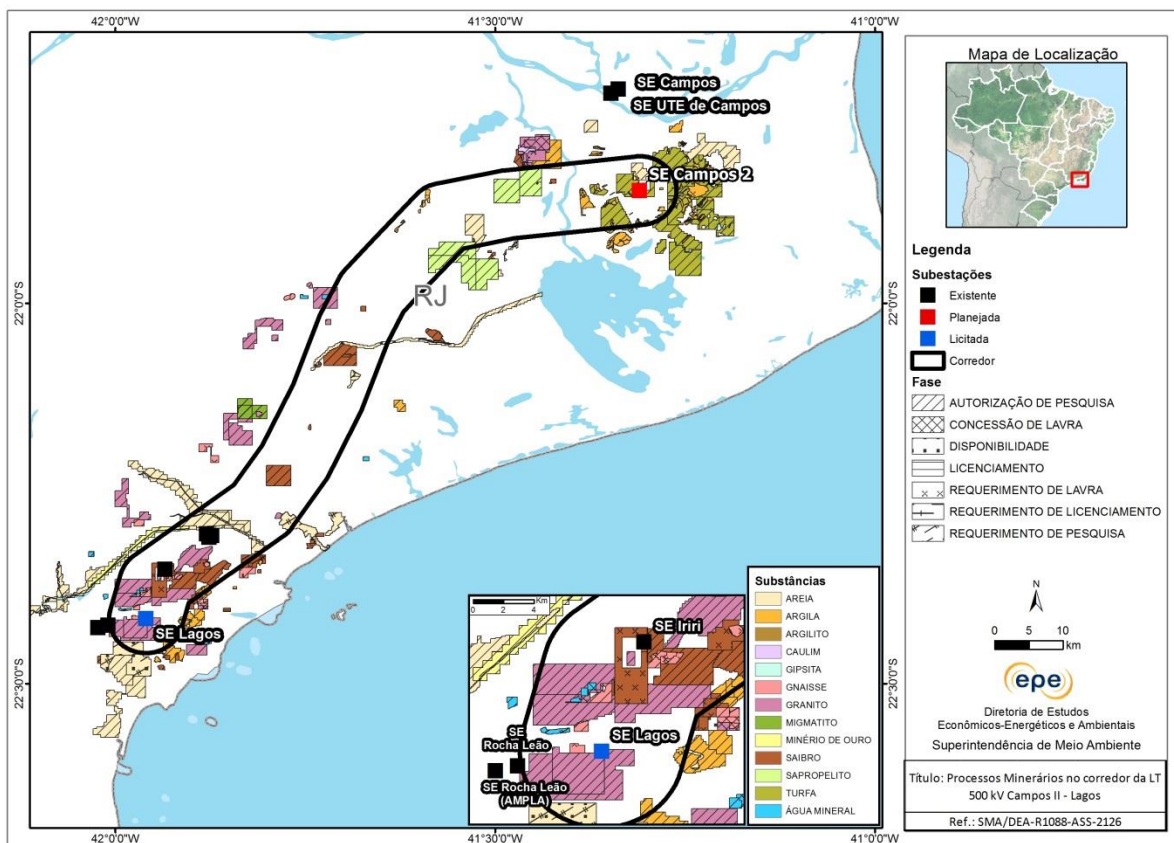 42°0'0"W
41°30'0"W
41°0'0"W
SE Campos
SE UTE de Campos
SE Campos 2
22°0'0"S
22°0'0"S
RJ
SE Lagos
22°30'0"S
22°30'0"S
42°0'0"W
41°30'0"W
41°0'0"W
0 2 4
Km
SE Iriri
SE Lagos
SE
Rocha Leão
SE Rocha Leão
(AMPLA)
Substâncias
AREIA
ARGILA
ARGILITO
CAULIM
GIPSITA
GNAISSE
GRANITO
MIGMATITO
MINÉRIO DE OURO
SAIBRO
SAPROPELITO
TURFA
ÁGUA MINERAL
Mapa de Localização
Legenda
Subestações
Existente
Planejada
Licitada
Corredor
Fase
AUTORIZAÇÃO DE PESQUISA
CONCESSÃO DE LAVRA
DISPONIBILIDADE
LICENCIAMENTO
REQUERIMENTO DE LAVRA
REQUERIMENTO DE LICENCIAMENTO
REQUERIMENTO DE PESQUISA
N
0 5 10
km
epe
Diretoria de Estudos
Econômicos-Energéticos e Ambientais
Superintendência de Meio Ambiente
Título: Processos Minerários no corredor da LT
500 kV Campos II - Lagos
Ref.: SMA/DEA-R1088-ASS-2126